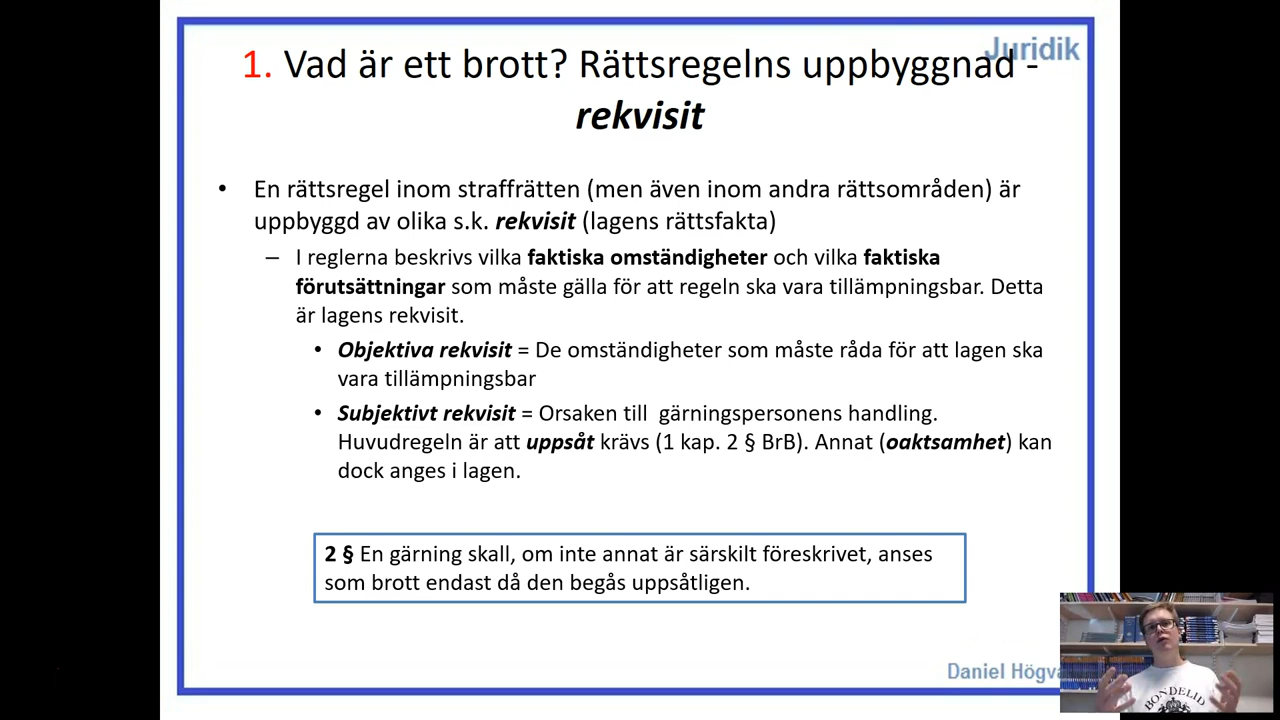 Juridik
1. Vad är ett brott? Rättsregelns uppbyggnad -
rekvisit
• En rättsregel inom straffrätten (men även inom andra rättsområden) är
uppbyggd av olika s.k. rekvisit (lagens rättsfakta)
– I reglerna beskrivs vilka faktiska omständigheter och vilka faktiska
förutsättningar som måste gälla för att regeln ska vara tillämpningsbar. Detta
är lagens rekvisit.
• Objektiva rekvisit = De omständigheter som måste råda för att lagen ska
vara tillämpningsbar
• Subjektivt rekvisit = Orsaken till  gärningspersonens handling.
Huvudregeln är att uppsåt krävs (1 kap. 2 § BrB). Annat (oaktsamhet) kan
dock anges i lagen.
2 § En gärning skall, om inte annat är särskilt föreskrivet, anses
som brott endast då den begås uppsåtligen.
Daniel
BONDELID